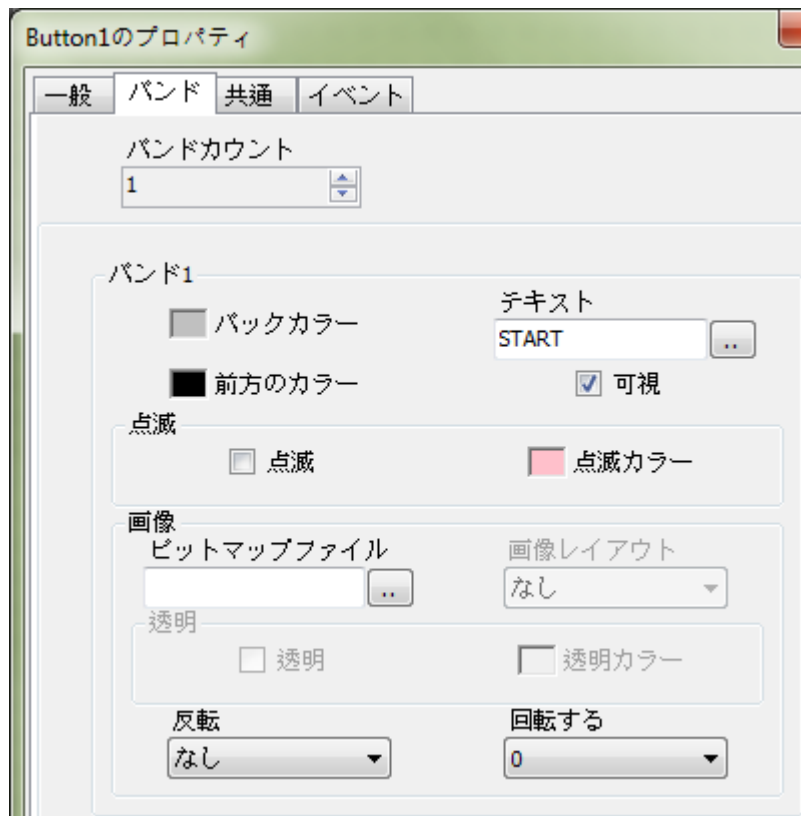 Button1のプロパティ
一般 バンド 共通 イベント
バンドカウント
1
バンド1
バックカラー
テキスト
START
..
前方のカラー
可視
点滅
点滅
点滅カラー
画像
ビットマップファイル
..
画像レイアウト
なし
透明
透明
透明カラー
反転
なし
回転する
0